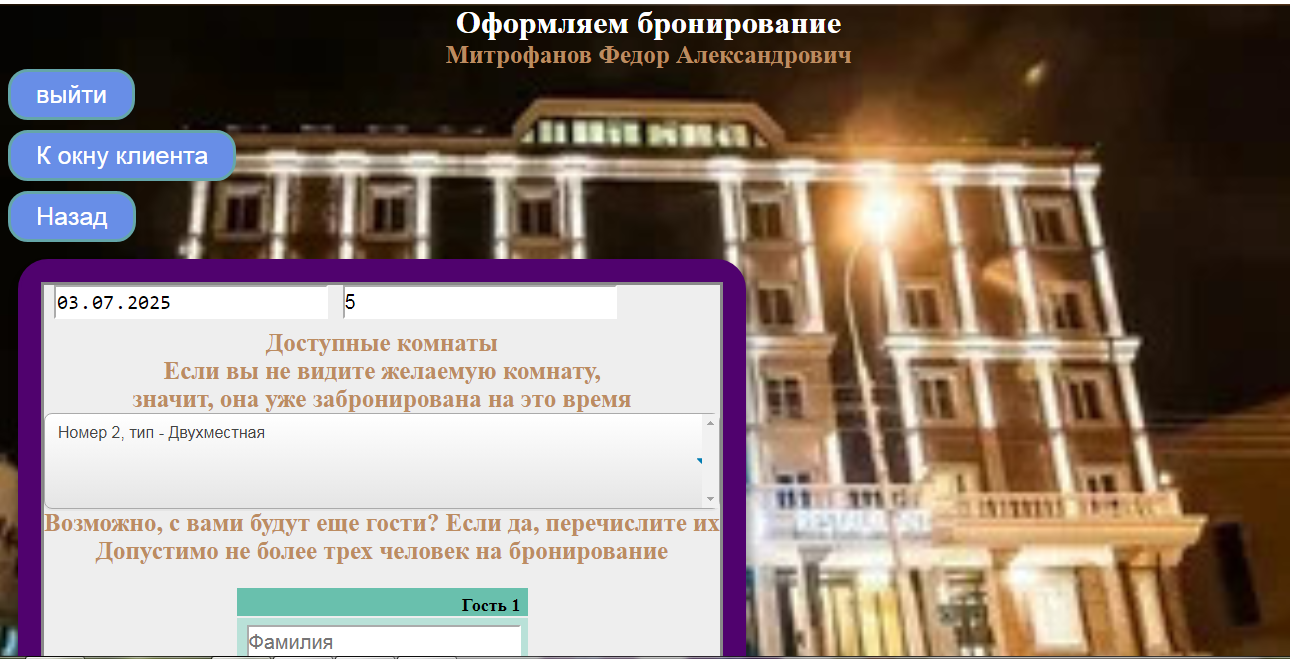 Оформляем бронирование
Митрофанов Федор Александрович
выйти
К окну клиента
Назад
03.07.2025 5
Доступные комнаты
Если вы не видите желаемую комнату,
значит, она уже забронирована на это время
Номер 2, тип - Двухместная
Возможно, с вами будут еще гости? Если да, перечислите их
Допустимо не более трех человек на бронирование
Гость 1
Фамилия